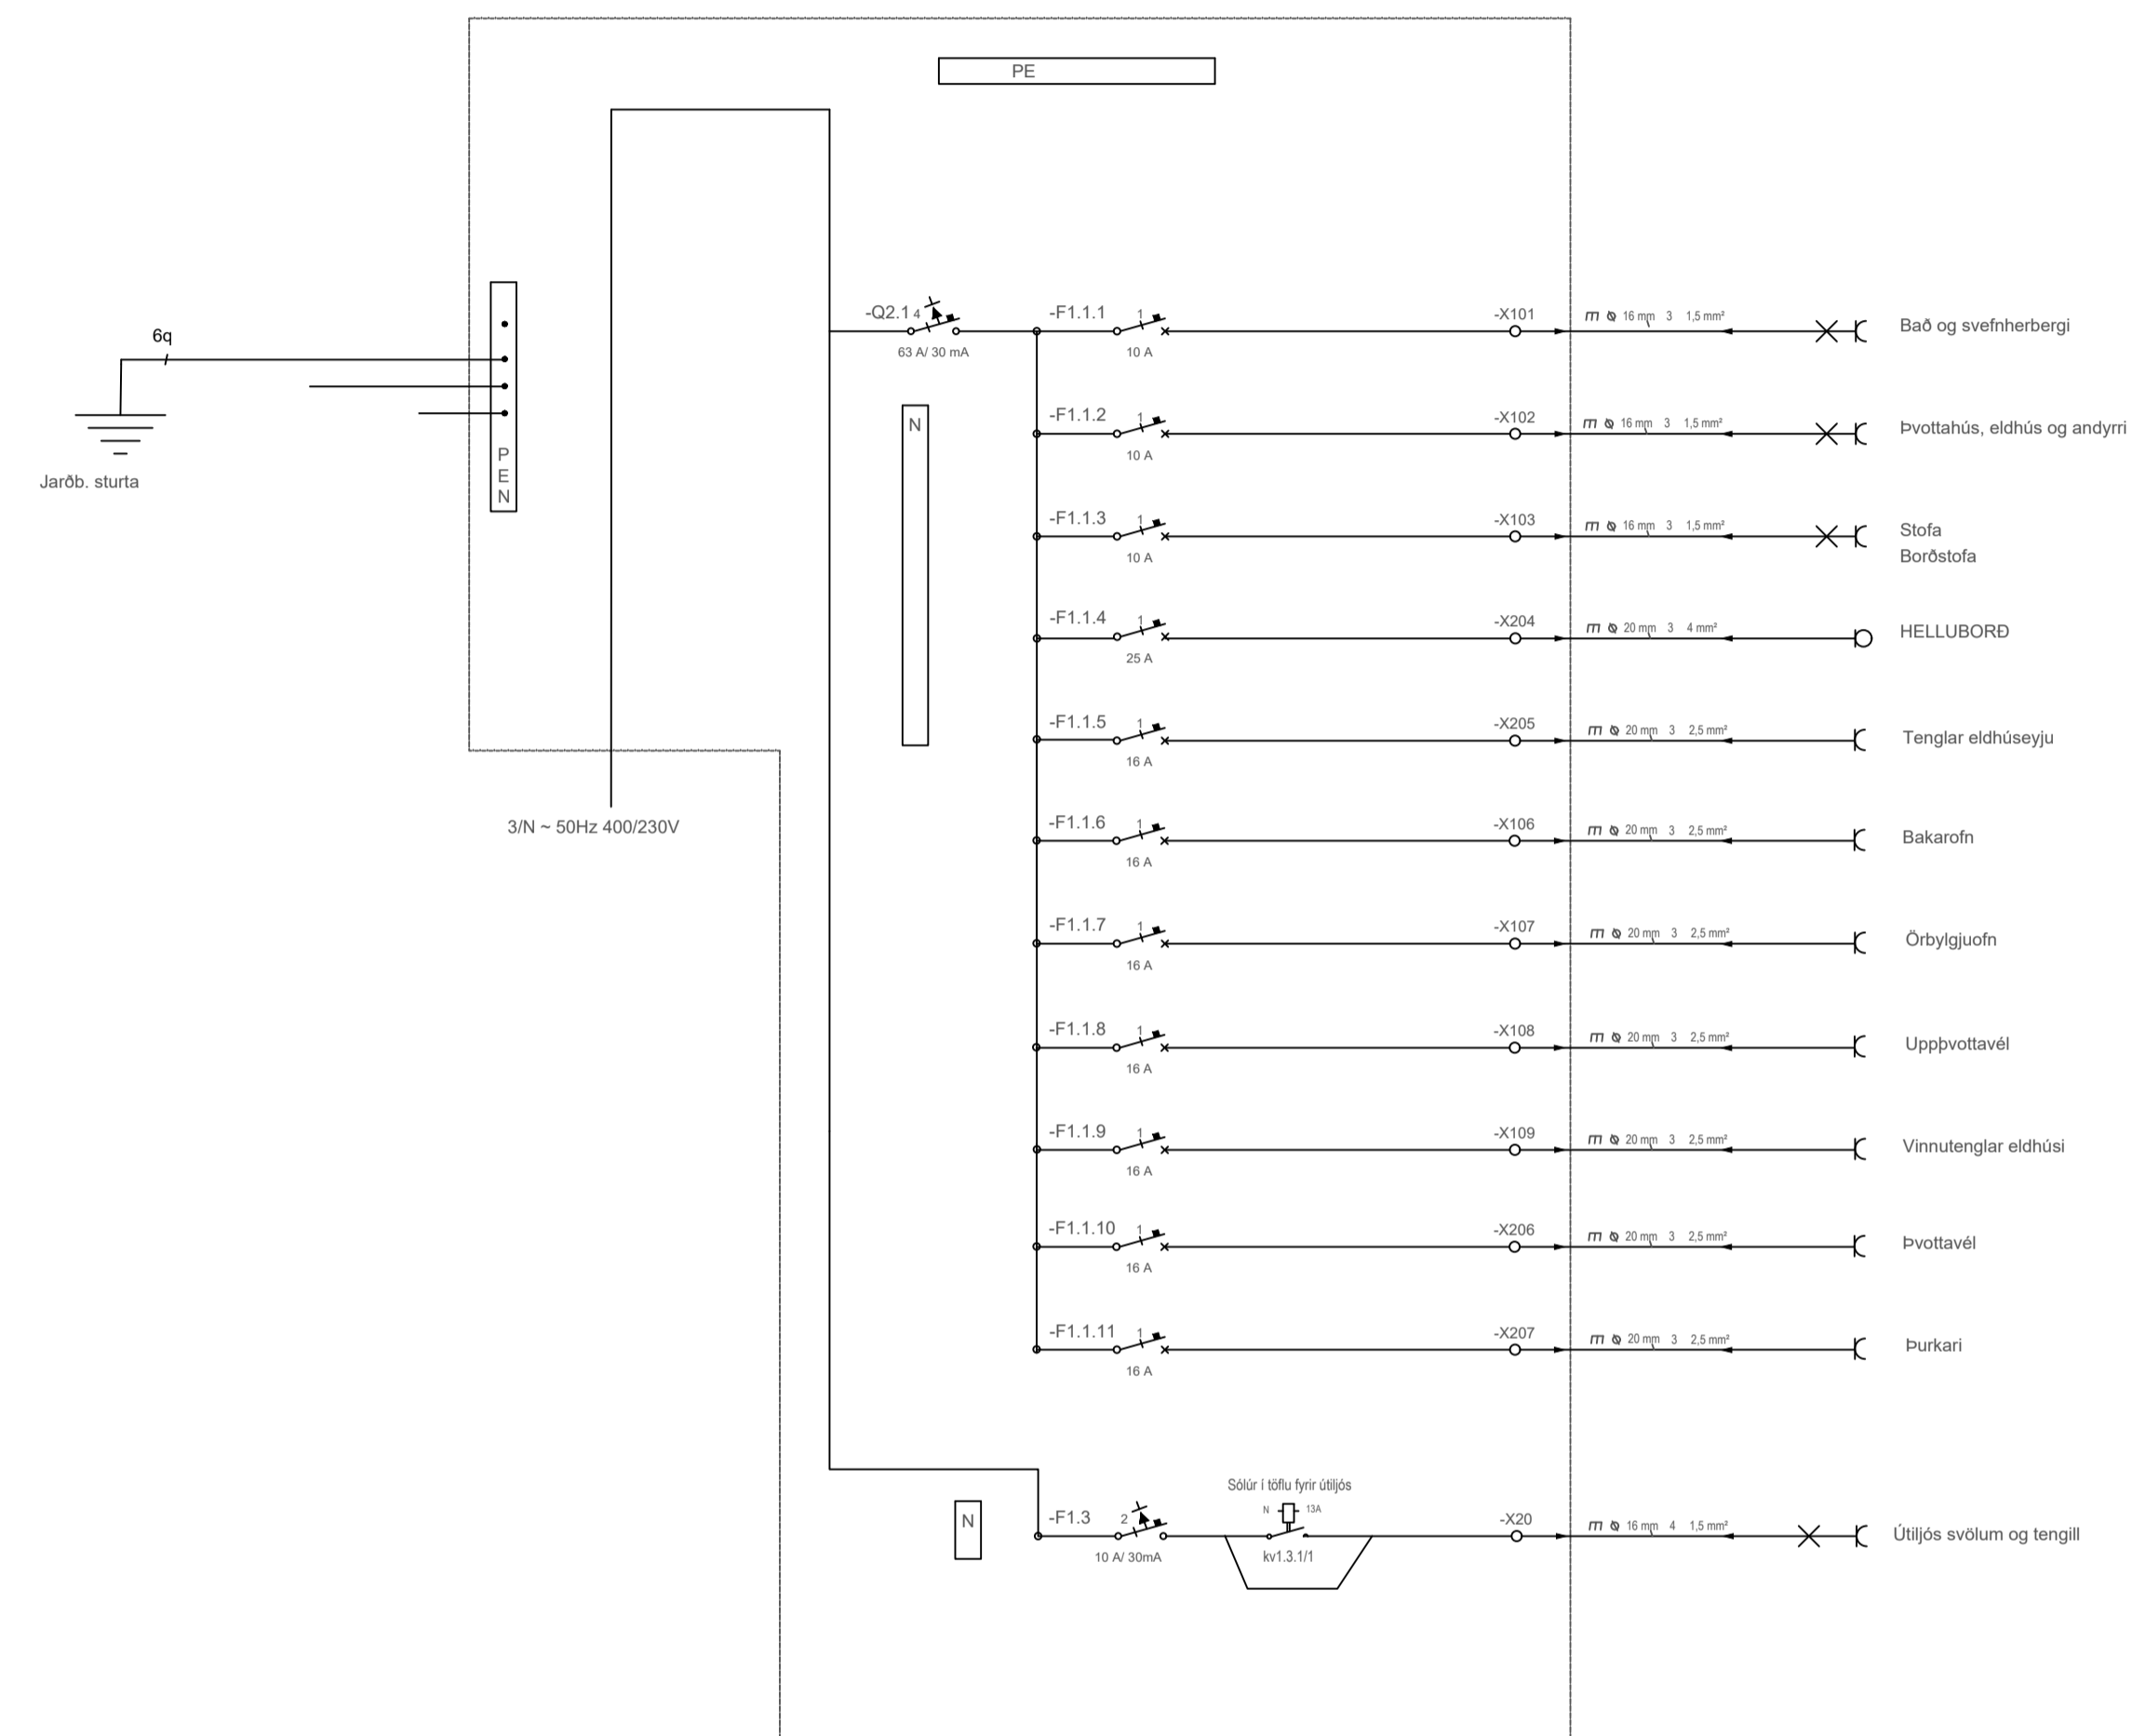 PE
6q
PEN
Jarðb. sturta
3/N ~ 50Hz 400/230V
-Q2.1 4
63 A/ 30 mA
N
-F1.1.1 1
10 A
-X101
16 mm 3 1,5 mm²
Bað og svefnherbergi
-F1.1.2 1
10 A
-X102
16 mm 3 1,5 mm²
Þvottahús, eldhús og andyrri
-F1.1.3 1
10 A
-X103
16 mm 3 1,5 mm²
Stofa
Borðstofa
-F1.1.4 1
25 A
-X204
20 mm 3 4 mm²
HELLUBORÐ
-F1.1.5 1
16 A
-X205
20 mm 3 2,5 mm²
Tenglar eldhúseyju
-F1.1.6 1
16 A
-X106
20 mm 3 2,5 mm²
Bakarofn
-F1.1.7 1
16 A
-X107
20 mm 3 2,5 mm²
Örbylgjuofn
-F1.1.8 1
16 A
-X108
20 mm 3 2,5 mm²
Uppþvottavél
-F1.1.9 1
16 A
-X109
20 mm 3 2,5 mm²
Vinnutenglar eldhúsi
-F1.1.10 1
16 A
-X206
20 mm 3 2,5 mm²
Þvottavél
-F1.1.11 1
16 A
-X207
20 mm 3 2,5 mm²
Þurkari
N
-F1.3 2
10 A/ 30mA
Sólúr í töflu fyrir útiljós
N 13A
kv1.3.1/1
-X20
16 mm 4 1,5 mm²
Útiljós svölum og tengill